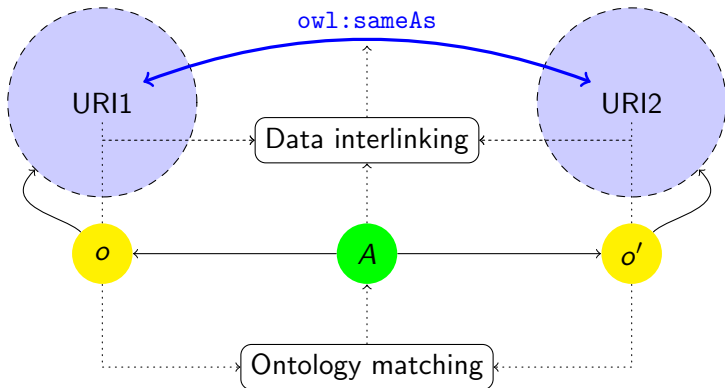 owl:sameAs
URI1
URI2
Data interlinking
o
A
o′
Ontology matching